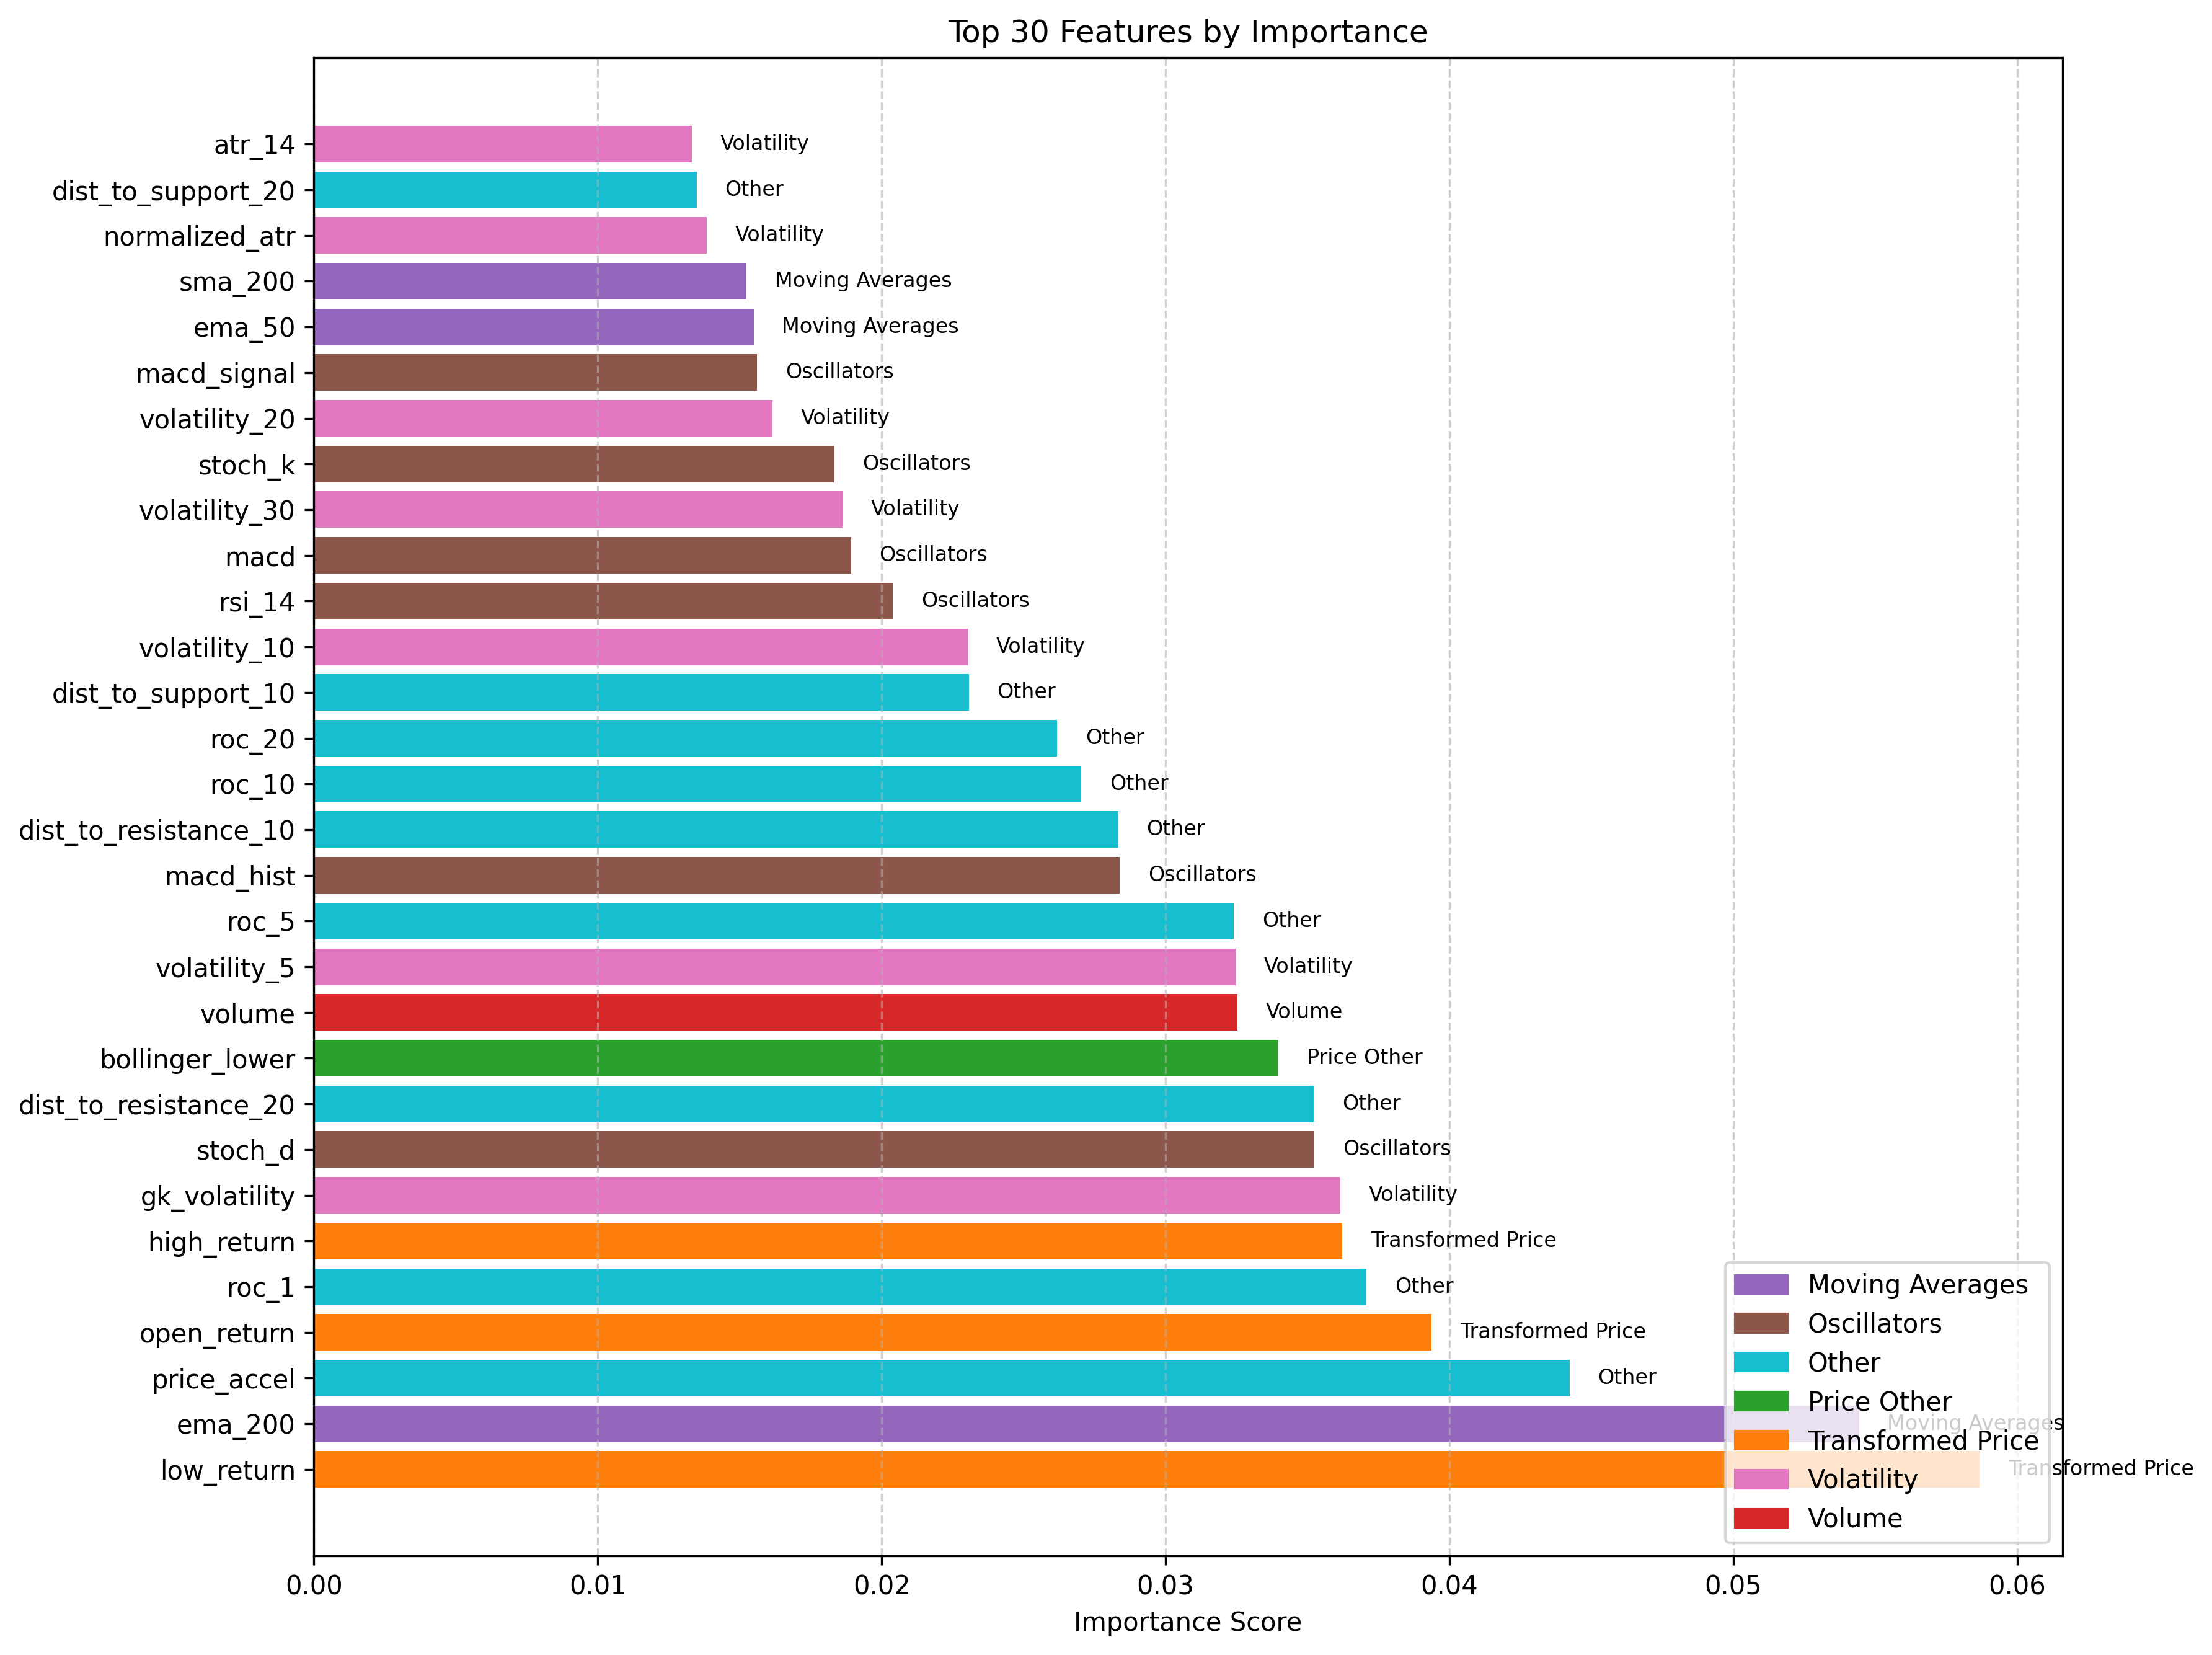 Top 30 Features by Importance
atr_14 Volatility
dist_to_support_20 Other
normalized_atr Volatility
sma_200 Moving Averages
ema_50 Moving Averages
macd_signal Oscillators
volatility_20 Volatility
stoch_k Oscillators
volatility_30 Volatility
macd Oscillators
rsi_14 Oscillators
volatility_10 Volatility
dist_to_support_10 Other
roc_20 Other
roc_10 Other
dist_to_resistance_10 Other
macd_hist Oscillators
roc_5 Other
volatility_5 Volatility
volume Volume
bollinger_lower Price Other
dist_to_resistance_20 Other
stoch_d Oscillators
gk_volatility Volatility
high_return Transformed Price
roc_1 Other
open_return Transformed Price
price_accel Other
ema_200 Moving Averages
low_return Transformed Price
Moving Averages
Oscillators
Other
Price Other
Transformed Price
Volatility
Volume
0.00 0.01 0.02 0.03 0.04 0.05 0.06
Importance Score